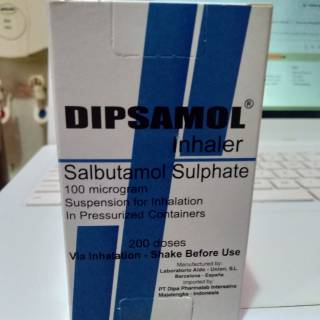 DIPSAMOL®
Inhaler
Salbutamol Sulphate
100 microgram
Suspension for Inhalation
In Pressurized Containers
200 doses
Via Inhalation - Shake Before Use
Manufactured by:
Laboratorio Aldo - Union, S.L
Barcelona - España
Imported by:
PT Dipa Pharmalab Intersains
Majalengka - Indonesia